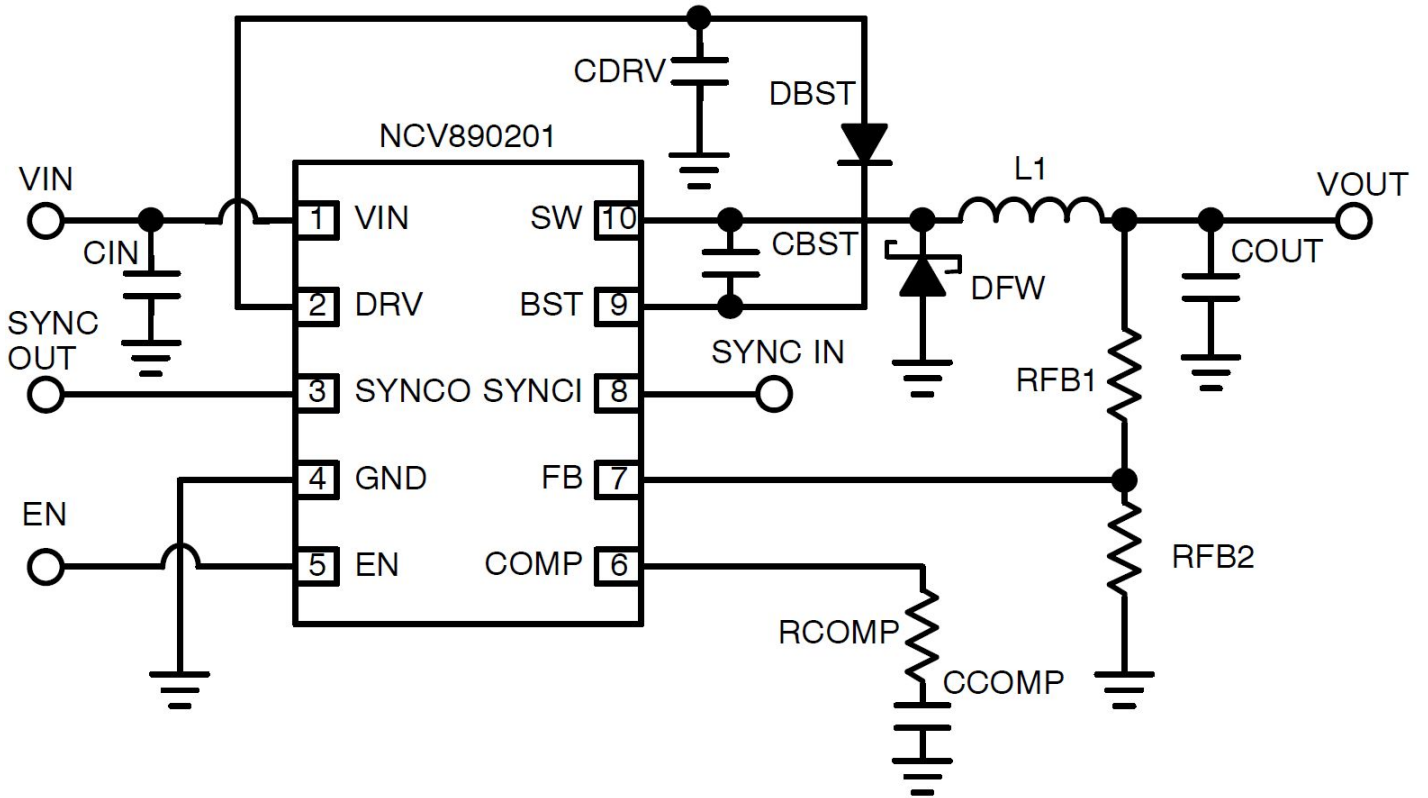 CDRV
DBST
NCV890201
VIN
L1
VOUT
1 VIN
SW 10
CIN
CBST
COUT
DFW
2 DRV
BST 9
SYNC
OUT
SYNC IN
RFB1
3 SYNCO
SYNCI 8
4 GND
FB 7
EN
5 EN
COMP 6
RFB2
RCOMP
CCOMP